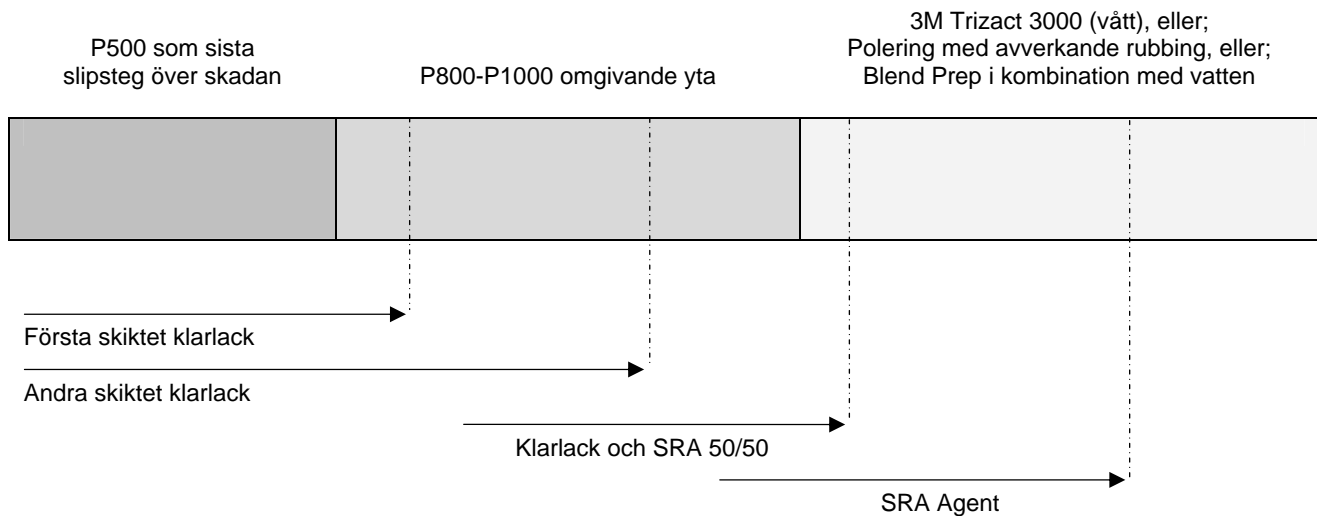 P500 som sista
slipsteg över skadan
P800-P1000 omgivande yta
3M Trizact 3000 (vått), eller;
Polering med avverkande rubbing, eller;
Blend Prep i kombination med vatten
Första skiktet klarlack
Andra skiktet klarlack
Klarlack och SRA 50/50
SRA Agent